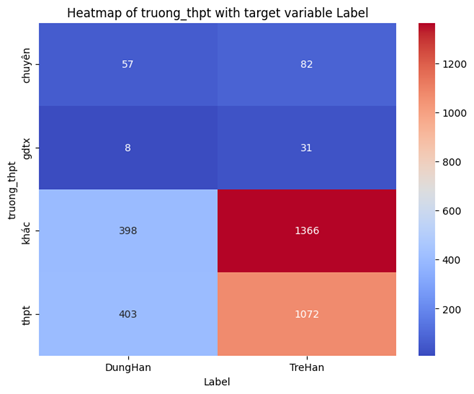 Heatmap of truong_thpt with target variable Label
chuyên
57
82
gdtx
8
31
khác
398
1366
thpt
403
1072
truong_thpt
DungHan
TreHan
Label
1200
1000
800
600
400
200